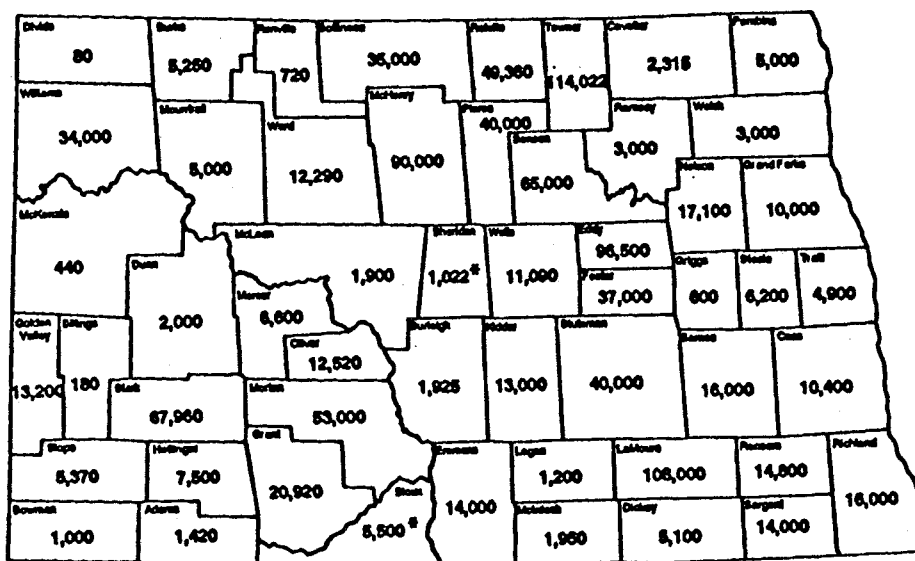 Divide
80
Burke
5,250
Renville
720
Bottineau
35,000
Rolette
49,360
Towner
Cavalier
2,315
Pembina
5,000
Williams
34,000
Mountrail
5,000
Ward
12,290
McHenry
90,000
Pierce
40,000
Benson
65,000
Ramsey
3,000
Walsh
3,000
Nelson
17,100
Grand Forks
10,000
McKenzie
440
Dunn
2,000
McLean
1,900
Mercer
6,600
Oliver
12,520
Sheridan
1,022*
Wells
11,090
Eddy
96,500
Foster
37,000
Griggs
600
Steele
6,200
Traill
4,900
Golden
Valley
13,200
Billings
180
Stark
67,960
Morton
53,000
Burleigh
1,925
Kidder
13,000
Stutsman
40,000
Barnes
16,000
Cass
10,400
Slope
5,370
Hettinger
7,500
Grant
20,920
Sioux
5,500*
Emmons
14,000
Logan
1,200
LaMoure
106,000
Ransom
14,800
Richland
16,000
Bowman
1,000
Adams
1,420
McIntosh
1,960
Dickey
5,100
Sargent
14,000